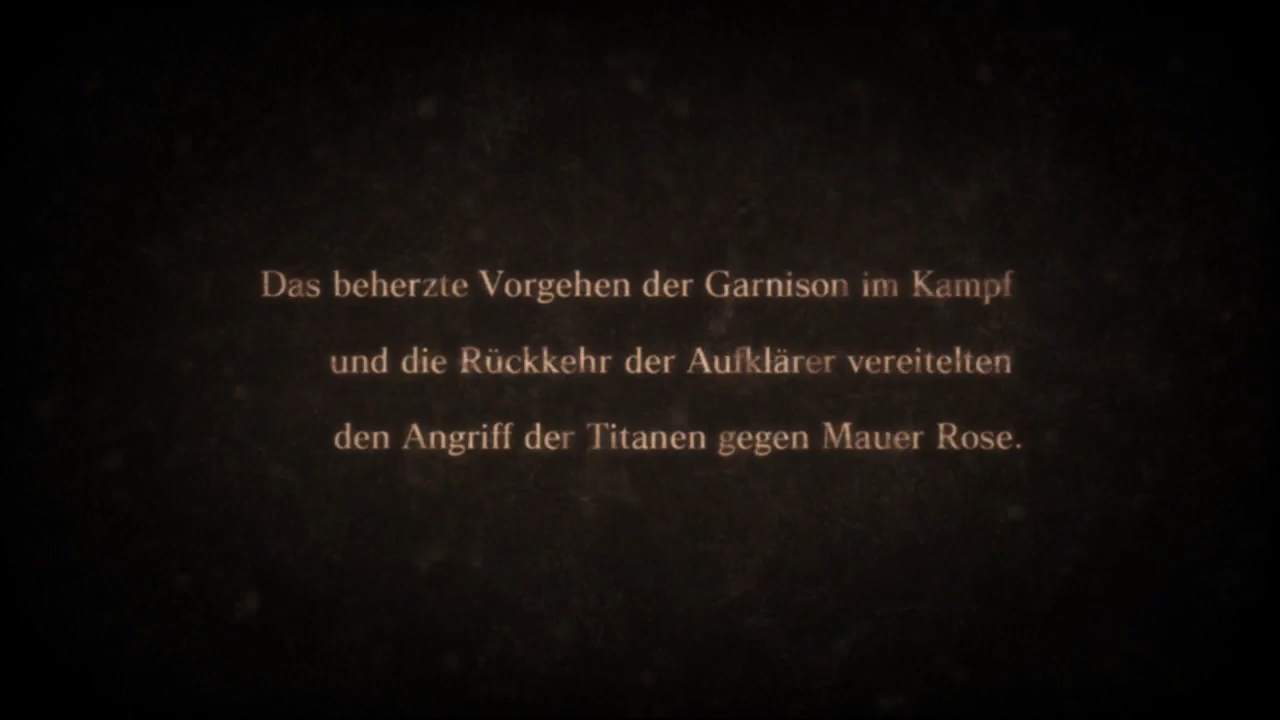 Das beherzte Vorgehen der Garnison im Kampf
und die Rückkehr der Aufklärer vereitelten
den Angriff der Titanen gegen Mauer Rose.